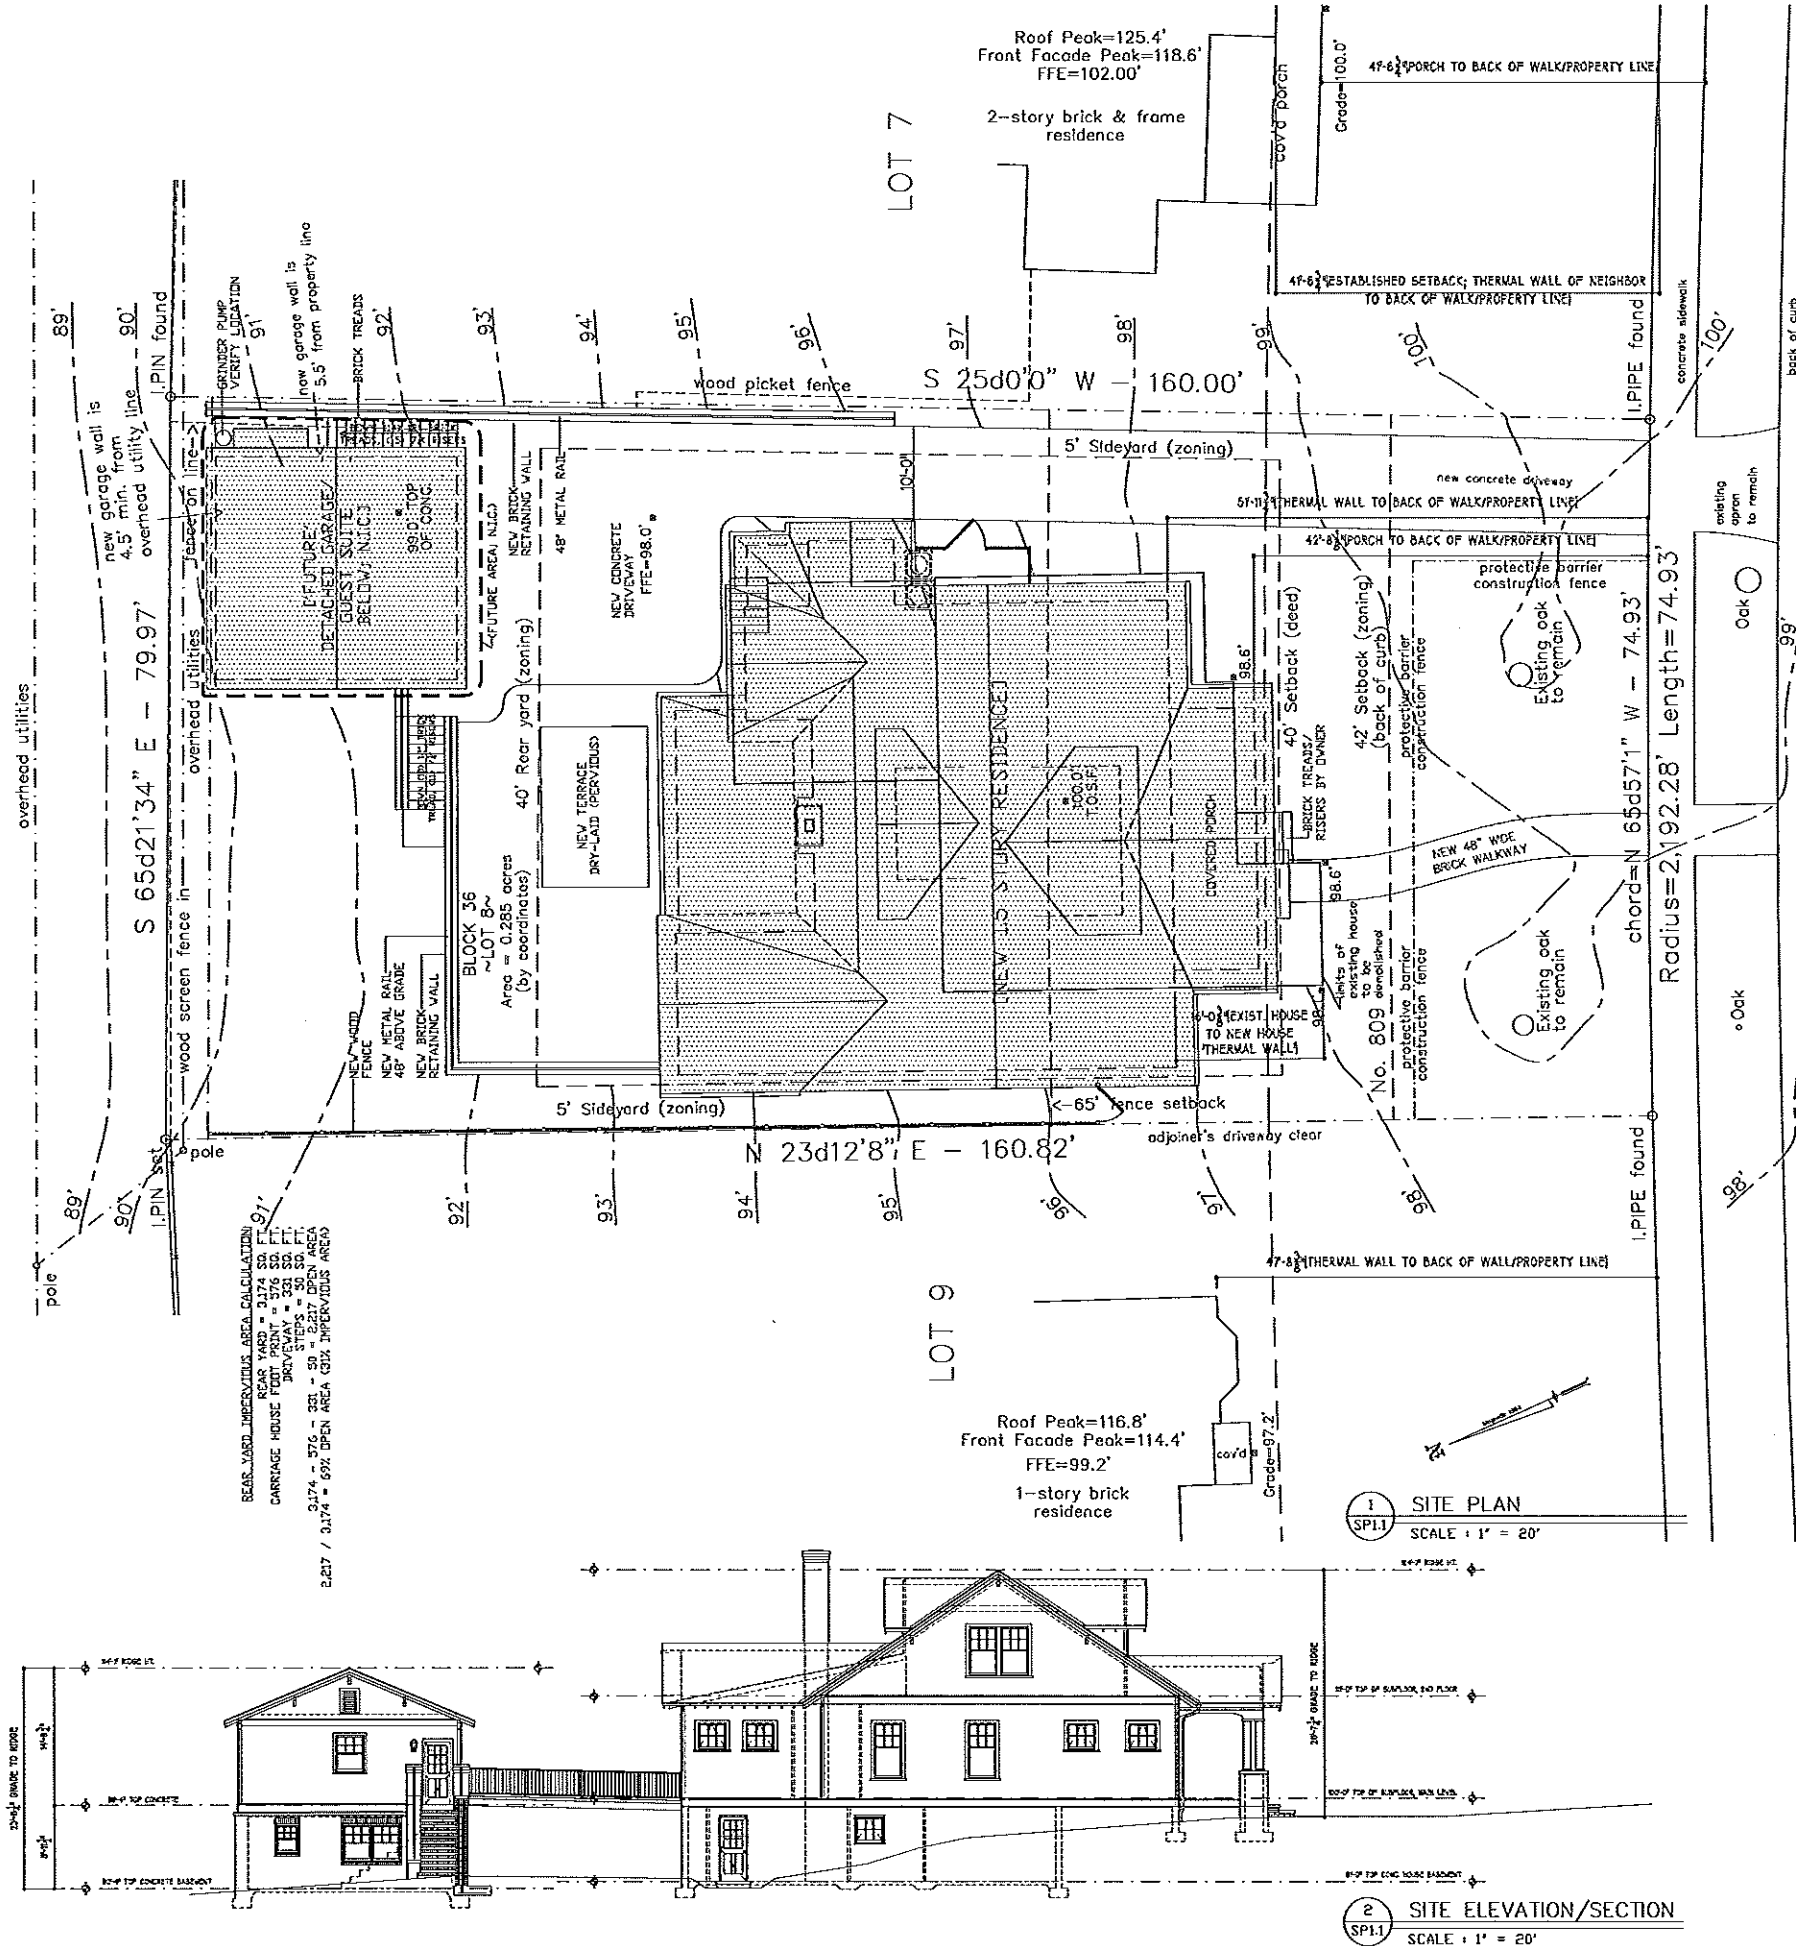 Roof Peak=125.4'
Front Facade Peak=118.6'
FFE=102.00'
2-story brick & frame
residence
LOT 7
cov'd porch
Grade=100.0'
PORCH TO BACK OF WALK/PROPERTY LINE
ESTABLISHED SETBACK; THERMAL WALL OF NEIGHBOR
TO BACK OF WALK/PROPERTY LINE
I.PIPE found
concrete sidewalk
100'
back of curb
overhead utilities
89'
90'
I.PIN found
new garage wall is
4.5' min. from
overhead utility line
GRINDER PUMP
VERIFY LOCATION
91'
new garage wall is
5.5' from property line
BRICK TREADS
92'
93'
94'
95'
96'
97'
98'
99'
100'
wood picket fence
S 25d0'0" W - 160.00'
5' Sideyard (zoning)
new concrete driveway
THERMAL WALL TO BACK OF WALK/PROPERTY LINE
PORCH TO BACK OF WALK/PROPERTY LINE
protective barrier
construction fence
existing
apron
to remain
Oak
99'
fence on line->
[FUTURE]
DETACHED GARAGE/
GUEST SUITE
BELOW; N.I.C.]
99.0' TOP
OF CONC.
(FUTURE AREA; N.I.C.)
NEW BRICK
RETAINING WALL
48" METAL RAIL
NEW CONCRETE
DRIVEWAY
FFE=98.0'
10'-0"
S 65d21'34" E - 79.97'
wood screen fence in
overhead utilities
40' Rear yard (zoning)
NEW TERRACE
DRY-LAID (PERVIOUS)
BLOCK 36
~LOT 8~
Area = 0.285 acres
(by coordinates)
[NEW 1.5 STORY RESIDENCE]
100.0'
T.O.S.F.
COVERED PORCH
98.6'
40' Setback (deed)
42' Setback (zoning)
(back of curb)
protective barrier
construction fence
BRICK TREADS/
RISERS BY OWNER
98.6'
Existing oak
to remain
NEW 48" WIDE
BRICK WALKWAY
chord=N 65d57'1" W - 74.93'
Radius=2,192.28' Length=74.93'
limits of
existing house
to be
demolished
No. 809
protective barrier
construction fence
Existing oak
to remain
Oak
EXIST. HOUSE
TO NEW HOUSE
THERMAL WALL
NEW WOOD
FENCE
NEW METAL RAIL
48" ABOVE GRADE
NEW BRICK
RETAINING WALL
5' Sideyard (zoning)
<-65' fence setback
adjoiner's driveway clear
N 23d12'8" E - 160.82'
pole
I.PIN set
89'
90'
91'
92'
93'
94'
95'
96'
97'
98'
98'
I.PIPE found
pole
THERMAL WALL TO BACK OF WALL/PROPERTY LINE
REAR YARD IMPERVIOUS AREA CALCULATION
REAR YARD = 3,174 SQ. FT.
CARRIAGE HOUSE FOOT PRINT = 576 SQ. FT.
DRIVEWAY = 331 SQ. FT.
STEPS = 50 SQ. FT.
3,174 - 576 - 331 - 50 = 2,217 OPEN AREA
2,217 / 3,174 = 69% OPEN AREA (31% IMPERVIOUS AREA)
LOT 9
Roof Peak=116.8'
Front Facade Peak=114.4'
FFE=99.2'
1-story brick
residence
cov'd
Grade=97.2'
1
SP1.1
SITE PLAN
SCALE : 1" = 20'
GRADE TO RIDGE
TOP CONCRETE
TOP CONCRETE BASEMENT
GRADE TO RIDGE
2
SP1.1
SITE ELEVATION/SECTION
SCALE : 1" = 20'